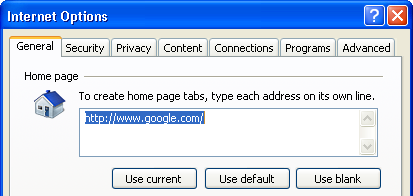 Internet Options
General Security Privacy Content Connections Programs Advanced
Home page
To create home page tabs, type each address on its own line.
http://www.google.com/
Use current Use default Use blank